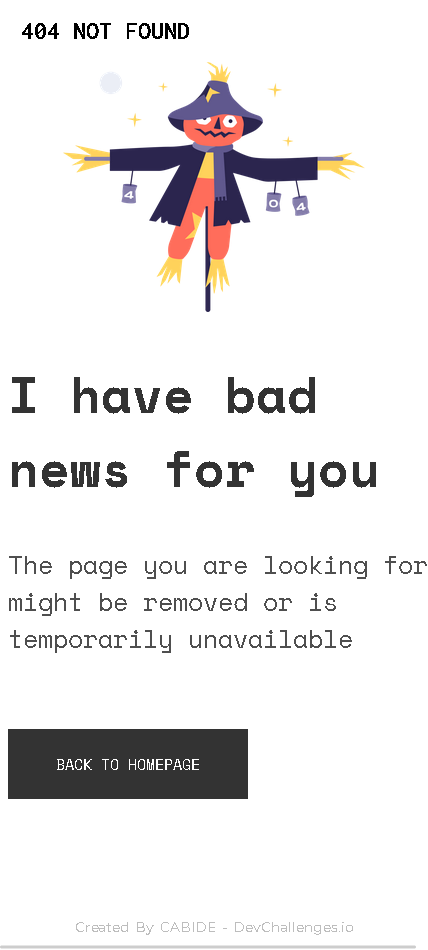 404 NOT FOUND
4
0
4
I have bad
news for you
The page you are looking for
might be removed or is
temporarily unavailable
BACK TO HOMEPAGE
Created By CABIDE - DevChallenges.io